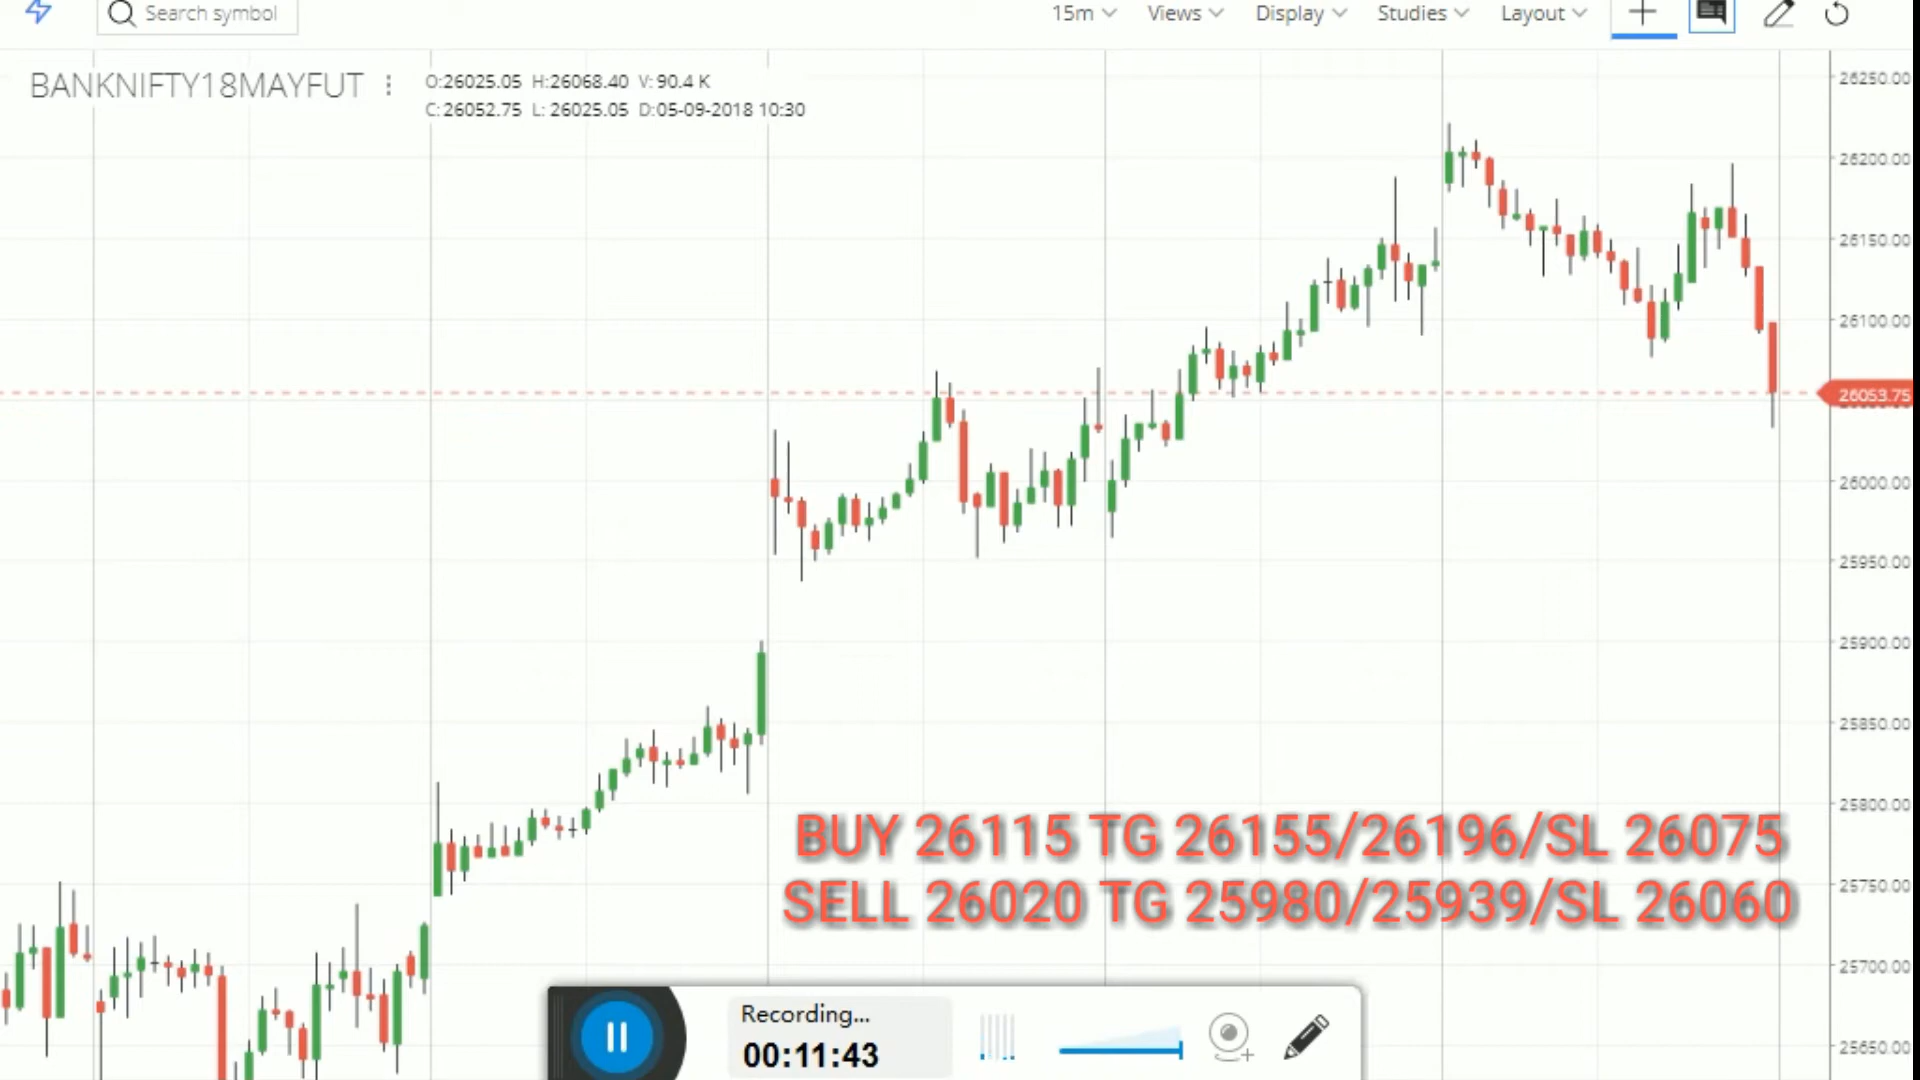 Search symbol
15m Views Display Studies Layout
BANKNIFTY18MAYFUT
O:26025.05 H:26068.40 V: 90.4 K
C:26052.75 L: 26025.05 D:05-09-2018 10:30
26250.00
26200.00
26150.00
26100.00
26053.75
26000.00
25950.00
25900.00
25850.00
25800.00
25750.00
25700.00
25650.00
BUY 26115 TG 26155/26196/SL 26075
SELL 26020 TG 25980/25939/SL 26060
Recording...
00:11:43